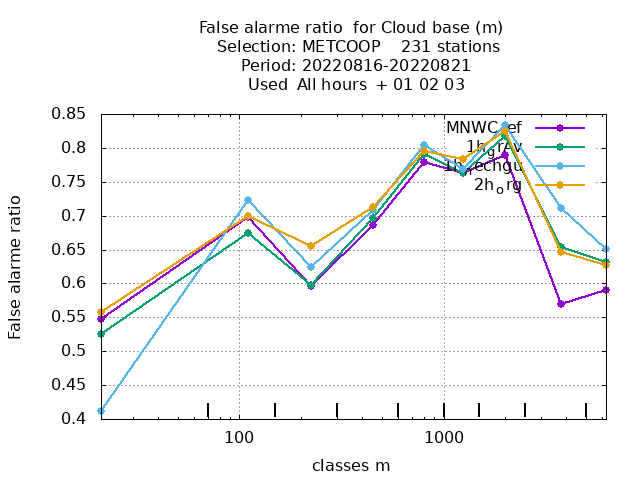 False alarme ratio for Cloud base (m)
Selection: METCOOP 231 stations
Period: 20220816-20220821
Used All hours + 01 02 03
0.85
0.8
0.75
0.7
0.65
0.6
0.55
0.5
0.45
0.4
False alarme ratio
2horg
100
1000
classes m